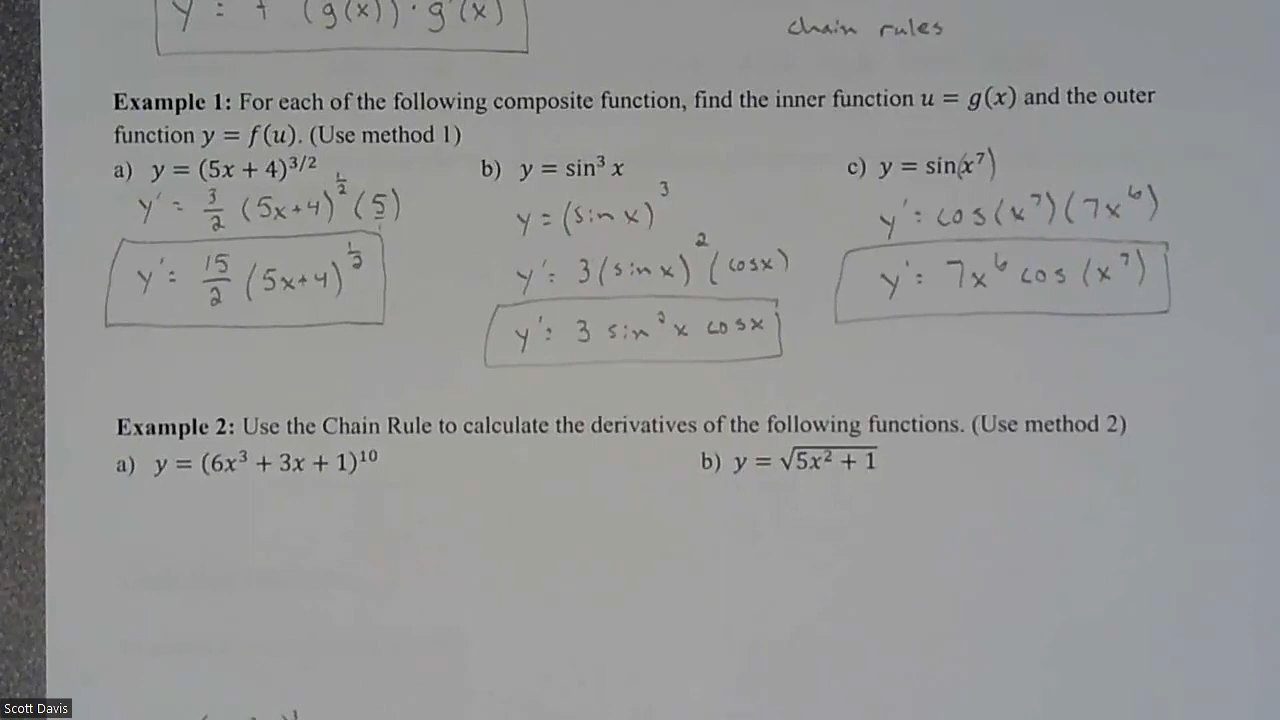 y' = f'(g(x)) · g'(x)
chain rules
Example 1: For each of the following composite function, find the inner function u = g(x) and the outer
function y = f(u). (Use method 1)
a) y = (5x + 4)^3/2
y' = 3/2 (5x+4)^1/2 (5)
y' = 15/2 (5x+4)^1/2
b) y = sin³ x
y = (sin x)³
y' = 3(sin x)² (cosx)
y' = 3 sin² x cosx
c) y = sin(x⁷)
y' = cos(x⁷)(7x⁶)
y' = 7x⁶ cos(x⁷)
Example 2: Use the Chain Rule to calculate the derivatives of the following functions. (Use method 2)
a) y = (6x³ + 3x + 1)¹⁰
b) y = √(5x² + 1)
Scott Davis